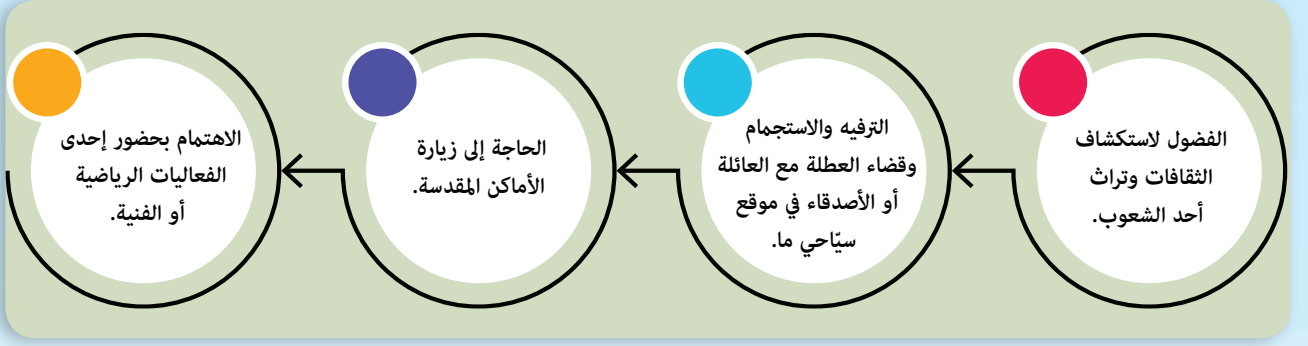 الفضول لاستكشاف
الثقافات وتراث
أحد الشعوب.
الترفيه والاستجمام
وقضاء العطلة مع العائلة
أو الأصدقاء في موقع
سيّاحي ما.
الحاجة إلى زيارة
الأماكن المقدسة.
الاهتمام بحضور إحدى
الفعاليات الرياضية
أو الفنية.